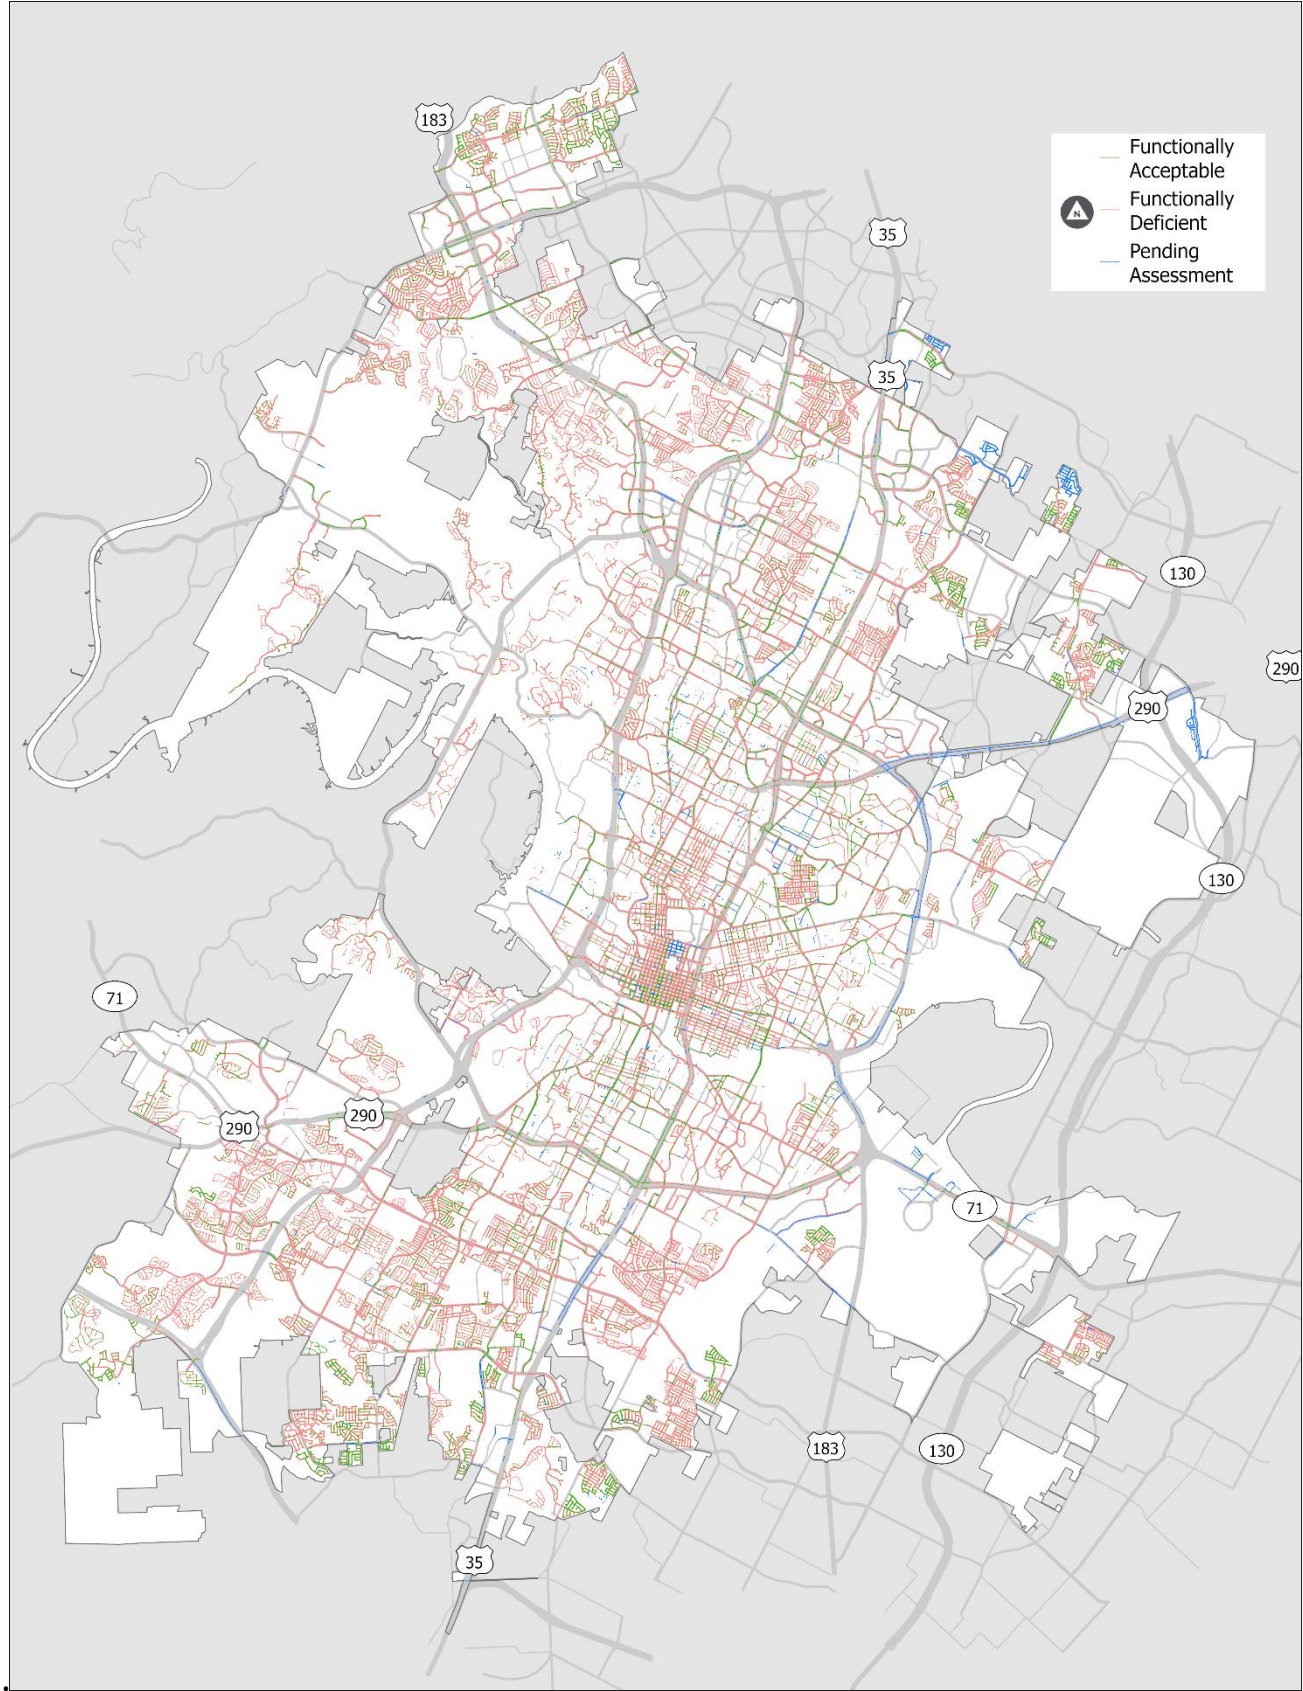 183
Functionally
Acceptable
Functionally
Deficient
Pending
Assessment
N
35
35
130
290
290
130
71
290
290
71
183
130
35